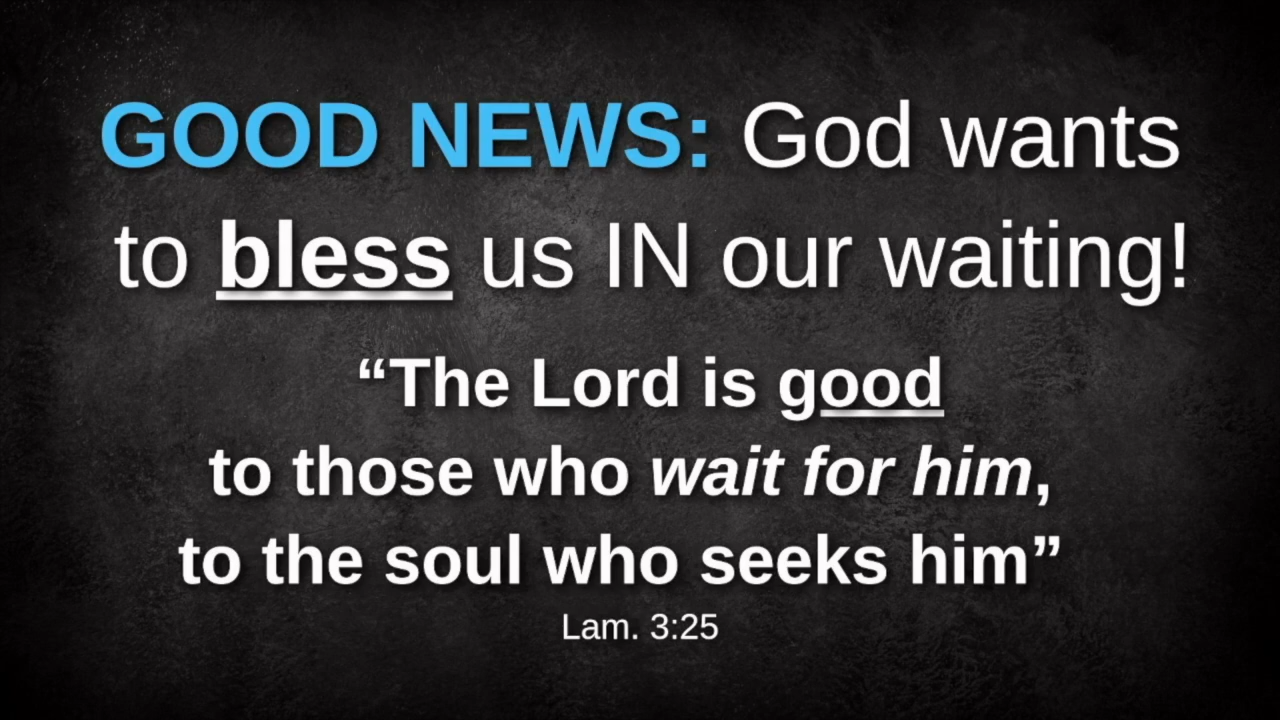 GOOD NEWS: God wants
to bless us IN our waiting!
“The Lord is good
to those who wait for him,
to the soul who seeks him”
Lam. 3:25